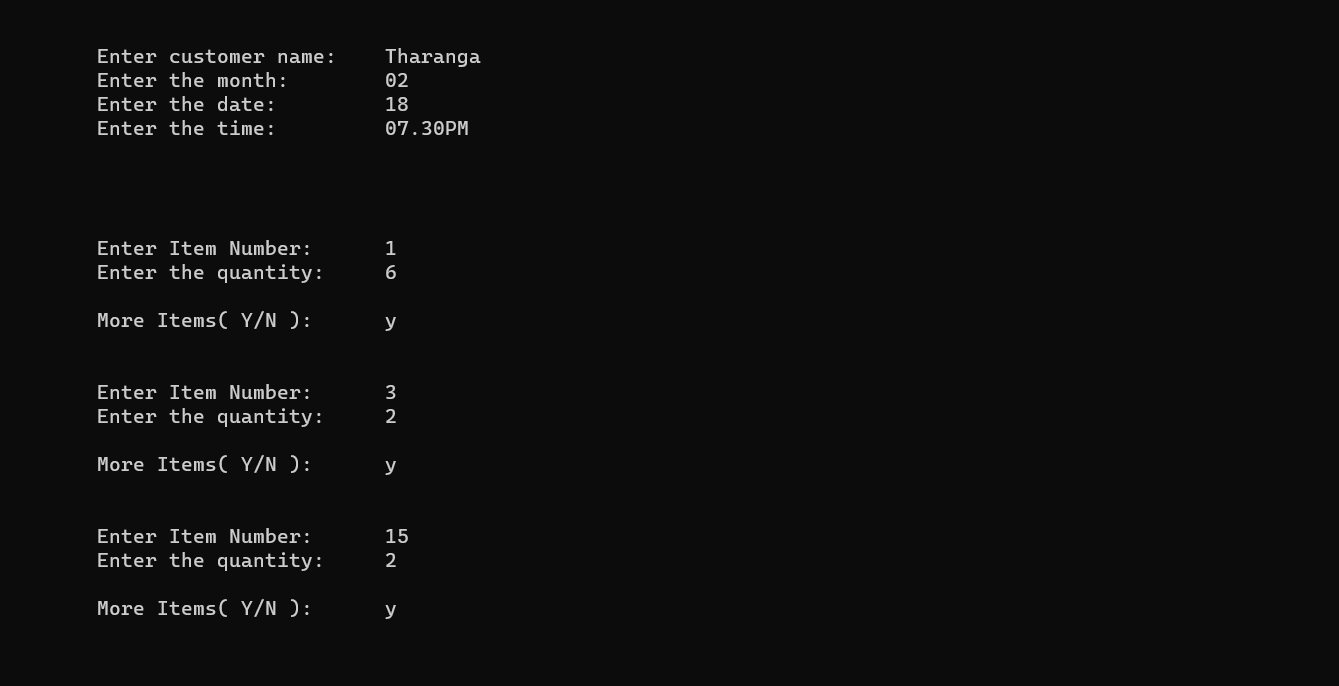 Enter customer name: Tharanga
Enter the month: 02
Enter the date: 18
Enter the time: 07.30PM
Enter Item Number: 1
Enter the quantity: 6
More Items( Y/N ): y
Enter Item Number: 3
Enter the quantity: 2
More Items( Y/N ): y
Enter Item Number: 15
Enter the quantity: 2
More Items( Y/N ): y